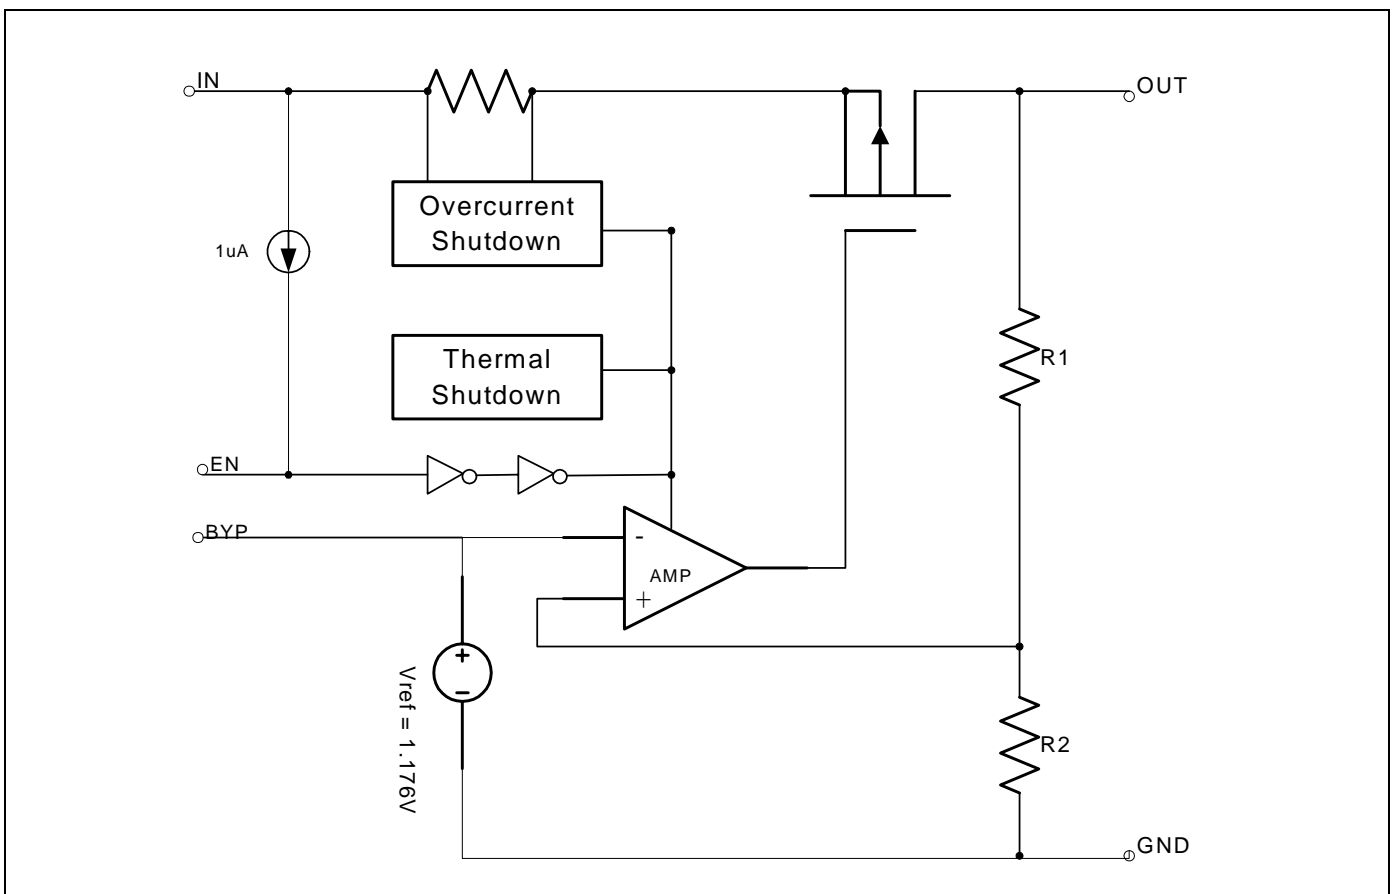 IN
OUT
Overcurrent
Shutdown
1uA
Thermal
Shutdown
R1
EN
BYP
-
AMP
+
+
-
Vref = 1.176V
R2
GND